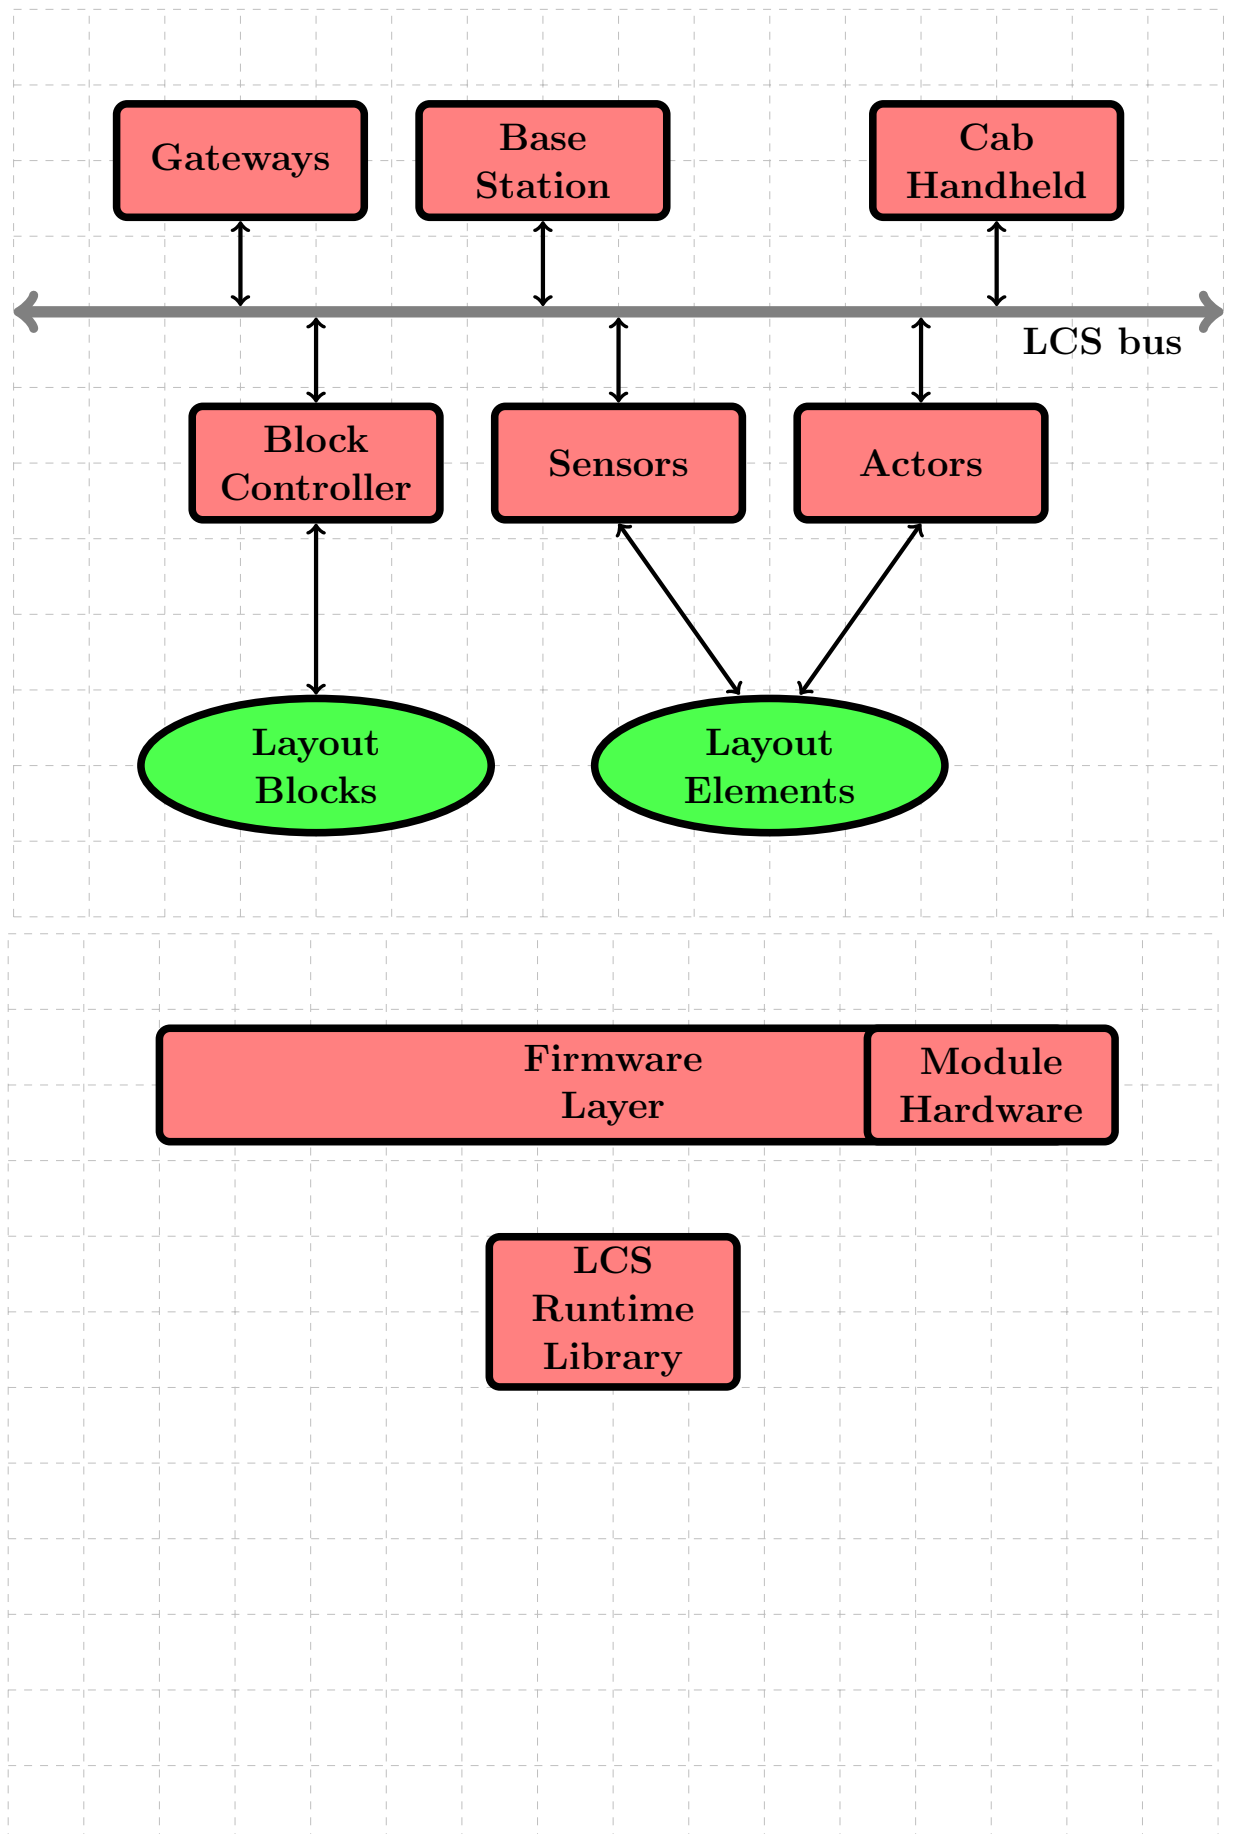 Gateways
Base
Station
Cab
Handheld
LCS bus
Block
Controller
Sensors
Actors
Layout
Blocks
Layout
Elements
Firmware
Layer
Module
Hardware
LCS
Runtime
Library